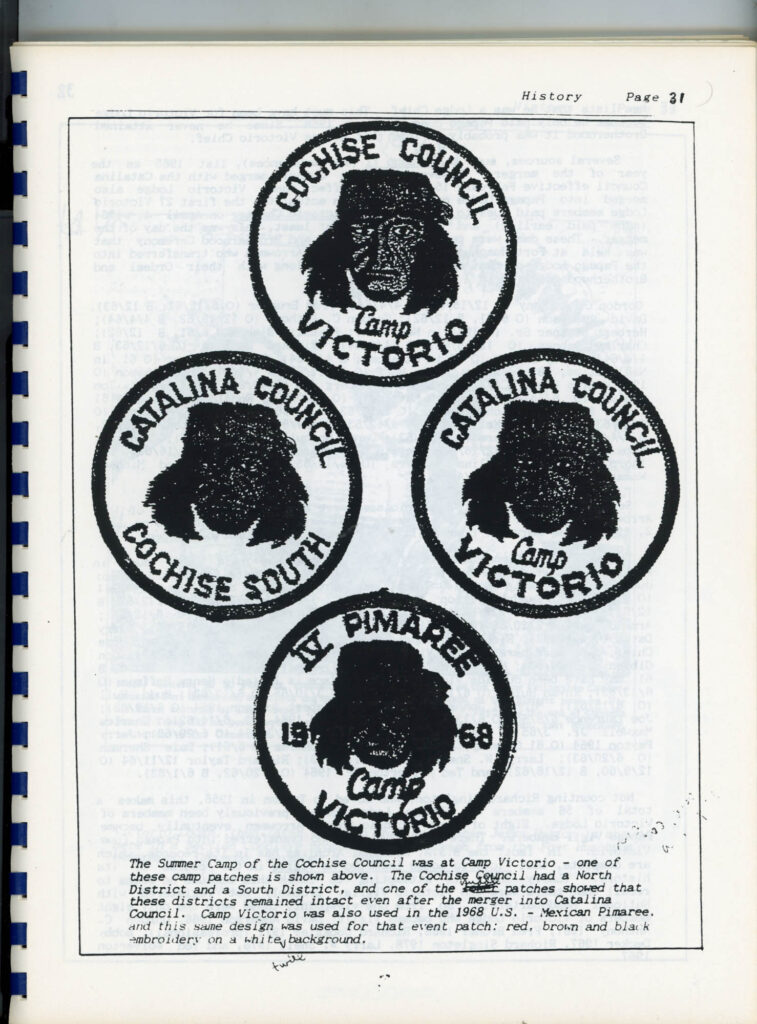 History Page 31
COCHISE COUNCIL
Camp
VICTORIO
CATALINA COUNCIL
COCHISE SOUTH
CATALINA COUNCIL
Camp
VICTORIO
IV PIMAREE
1968
Camp
VICTORIO
The Summer Camp of the Cochise Council was at Camp Victorio - one of
these camp patches is shown above. The Cochise Council had a North
District and a South District, and one of the patches showed that
these districts remained intact even after the merger into Catalina
Council. Camp Victorio was also used in the 1968 U.S. - Mexican Pimaree,
and this same design was used for that event patch: red, brown and black
embroidery on a white background.
twill